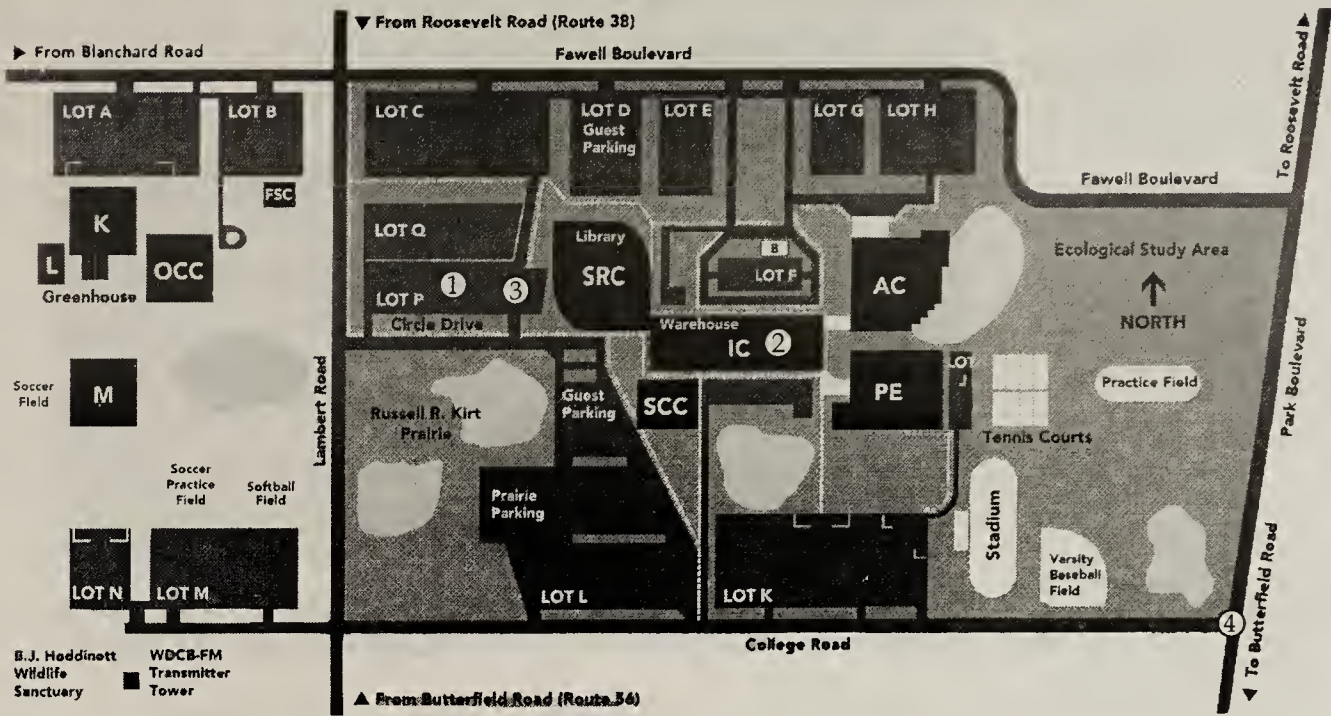 ▼ From Roosevelt Road (Route 38)
► From Blanchard Road
Fawell Boulevard
To Roosevelt Road ►
LOT A
LOT B
LOT C
LOT D
Guest
Parking
LOT E
LOT G
LOT H
Fawell Boulevard
FSC
K
L
OCC
Greenhouse
LOT Q
LOT P
1
3
Circle Drive
Library
SRC
B
LOT F
AC
Ecological Study Area
NORTH
Warehouse
IC
2
Soccer
Field
M
Lambert Road
Russell R. Kirt
Prairie
Guest
Parking
SCC
PE
LOT
J
Tennis Courts
Practice Field
Park Boulevard
Soccer
Practice
Field
Softball
Field
Prairie
Parking
Stadium
Varsity
Baseball
Field
LOT N
LOT M
LOT L
LOT K
4
College Road
◄ To Butterfield Road
B.J. Hoddinott
Wildlife
Sanctuary
WDCB-FM
Transmitter
Tower
▲ From Butterfield Road (Route 56)